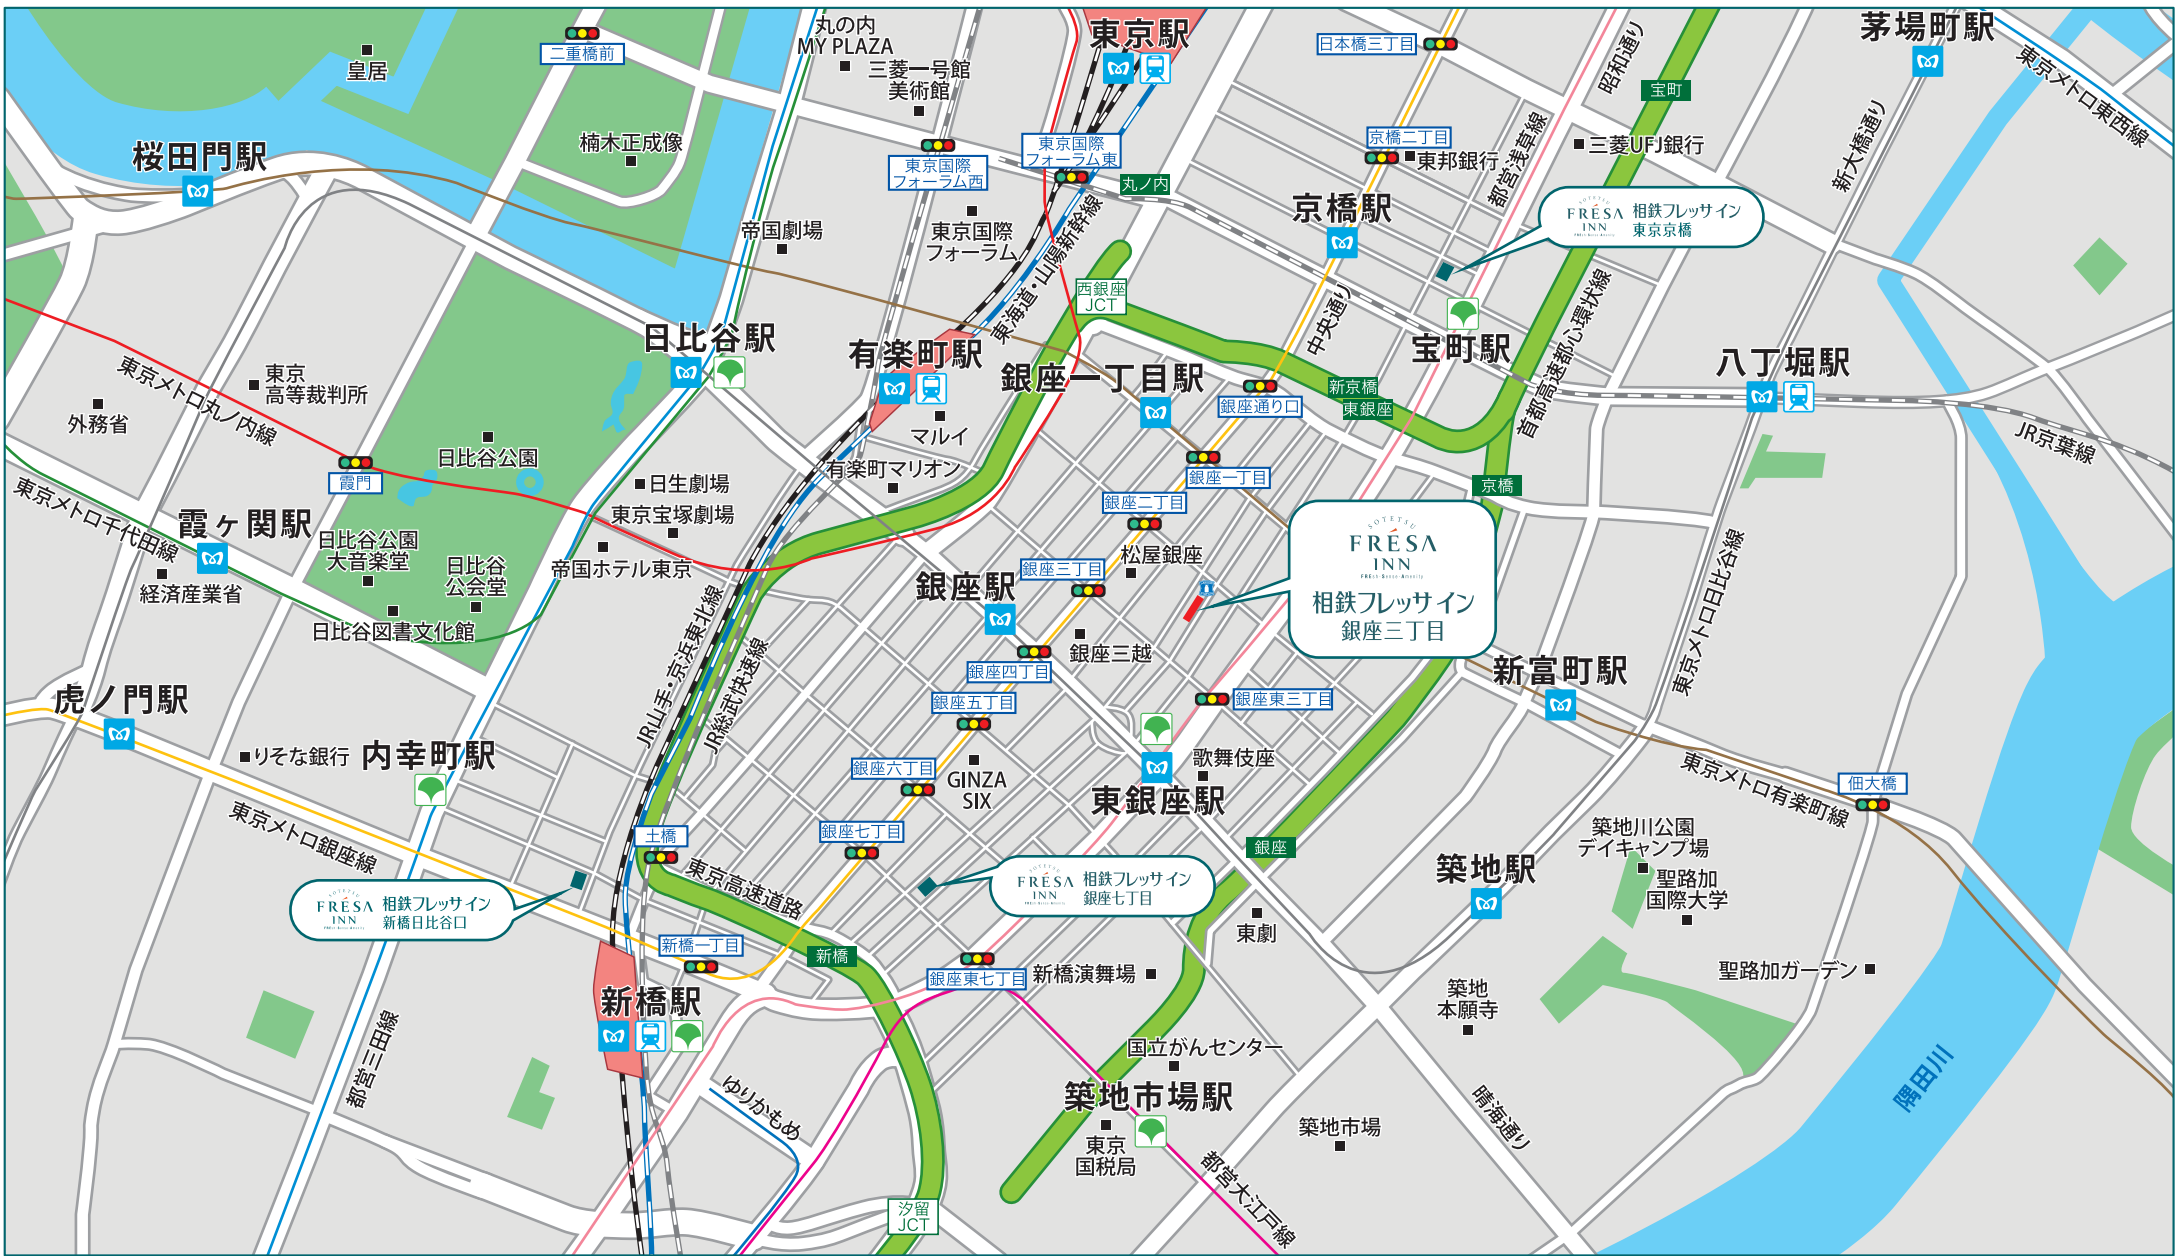 丸の内
MY PLAZA
東京駅
日本橋三丁目
昭和通り
茅場町駅
二重橋前
皇居
三菱一号館
美術館
宝町
東京メトロ東西線
新大橋通り
桜田門駅
楠木正成像
東京国際
フォーラム西
東京国際
フォーラム東
丸ノ内
京橋二丁目
東邦銀行
都営浅草線
三菱UFJ銀行
京橋駅
SOTETSU
FRESA
INN
相鉄フレッサイン
東京京橋
帝国劇場
東京国際
フォーラム
東海道・山陽新幹線
西銀座
JCT
中央通り
首都高速都心環状線
日比谷駅
有楽町駅
銀座一丁目駅
宝町駅
八丁堀駅
東京メトロ丸ノ内線
東京
高等裁判所
外務省
マルイ
銀座通り口
新京橋
東銀座
JR京葉線
日比谷公園
霞門
有楽町マリオン
日生劇場
東京宝塚劇場
銀座一丁目
銀座二丁目
京橋
東京メトロ千代田線
霞ヶ関駅
経済産業省
日比谷公園
大音楽堂
日比谷
公会堂
帝国ホテル東京
日比谷図書文化館
松屋銀座
銀座三丁目
銀座駅
SOTETSU
FRESA
INN
FREsh-Sense-Amenity
相鉄フレッサイン
銀座三丁目
東京メトロ日比谷線
JR山手・京浜東北線
JR総武快速線
銀座三越
銀座四丁目
銀座五丁目
銀座東三丁目
新富町駅
虎ノ門駅
りそな銀行
内幸町駅
銀座六丁目
GINZA
SIX
歌舞伎座
東銀座駅
東京メトロ有楽町線
佃大橋
東京メトロ銀座線
土橋
銀座七丁目
東京高速道路
銀座
築地川公園
デイキャンプ場
築地駅
聖路加
国際大学
SOTETSU
FRESA
INN
相鉄フレッサイン
新橋日比谷口
SOTETSU
FRESA
INN
相鉄フレッサイン
銀座七丁目
東劇
新橋一丁目
新橋
銀座東七丁目
新橋演舞場
聖路加ガーデン
新橋駅
築地
本願寺
都営三田線
国立がんセンター
ゆりかもめ
築地市場駅
東京
国税局
築地市場
晴海通り
隅田川
都営大江戸線
汐留
JCT